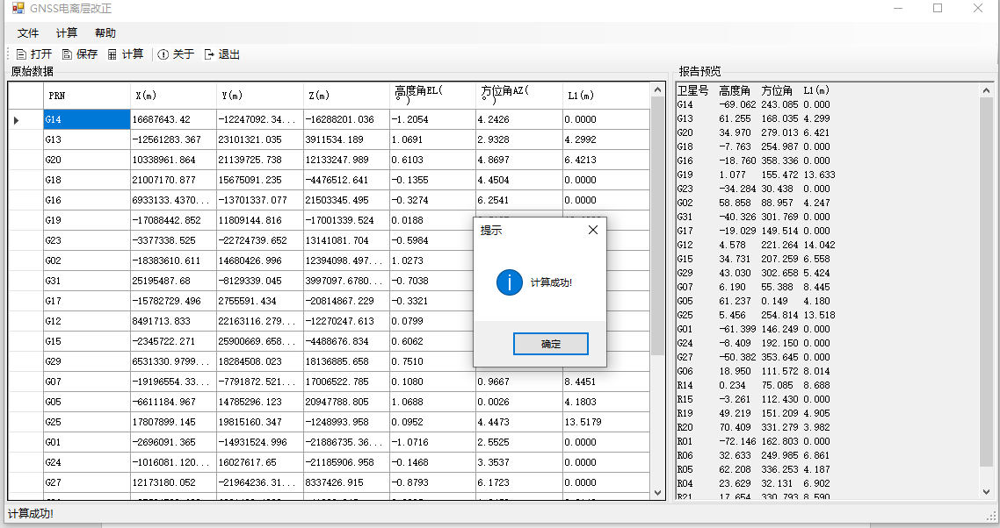 GNSS电离层改正
文件 计算 帮助
打开 保存 计算 关于 退出
原始数据
PRN X(m) Y(m) Z(m) 高度角EL(°) 方位角AZ(°) L1(m)
G14 16687643.42 -12247092.34... -16288201.036 -1.2054 4.2426 0.0000
G13 -12561283.367 23101321.035 3911534.189 1.0691 2.9328 4.2992
G20 10338961.864 21139725.738 12133247.989 0.6103 4.8697 6.4213
G18 21007170.877 15675091.235 -4476512.641 -0.1355 4.4504 0.0000
G16 6933133.4370... -13701337.077 21503345.495 -0.3274 6.2541 0.0000
G19 -17088442.852 11809144.816 -17001339.524 0.0188
G23 -3377338.525 -22724739.652 13141081.704 -0.5984
G02 -18383610.611 14680426.996 12394098.497... 1.0273
G31 25195487.68 -8129339.045 3997097.6780... -0.7038
G17 -15782729.496 2755591.434 -20814867.229 -0.3321
G12 8491713.833 22163116.279... -12270247.613 0.0799
G15 -2345722.271 25900669.658... -4488676.834 0.6062
G29 6531330.9799... 18284508.023 18136885.658 0.7510
G07 -19196554.33... -7791872.521... 17006522.785 0.1080 0.9667 8.4451
G05 -6611184.967 14785296.123 20947788.805 1.0688 0.0026 4.1803
G25 17807899.145 19815160.347 -1248993.958 0.0952 4.4473 13.5179
G01 -2696091.365 -14931524.996 -21886735.36... -1.0716 2.5525 0.0000
G24 -1016081.120... 16027617.65 -21185906.958 -0.1468 3.3537 0.0000
G27 12173180.052 -21964236.31... 8337426.915 -0.8793 6.1723 0.0000
提示
计算成功!
确定
报告预览
卫星号 高度角 方位角 L1(m)
G14 -69.062 243.085 0.000
G13 61.255 168.035 4.299
G20 34.970 279.013 6.421
G18 -7.763 254.987 0.000
G16 -18.760 358.336 0.000
G19 1.077 155.472 13.633
G23 -34.284 30.438 0.000
G02 58.858 88.957 4.247
G31 -40.326 301.769 0.000
G17 -19.029 149.514 0.000
G12 4.578 221.264 14.042
G15 34.731 207.259 6.558
G29 43.030 302.658 5.424
G07 6.190 55.388 8.445
G05 61.237 0.149 4.180
G25 5.456 254.814 13.518
G01 -61.399 146.249 0.000
G24 -8.409 192.150 0.000
G27 -50.382 353.645 0.000
G06 18.950 111.572 8.014
R14 0.234 75.085 8.688
R15 -3.261 112.430 0.000
R19 49.219 151.209 4.905
R20 70.409 331.279 3.982
R01 -72.146 162.803 0.000
R06 32.633 249.985 6.861
R05 62.208 336.253 4.187
R04 23.629 32.131 6.902
R21 17.654 330.793 8.590
计算成功!